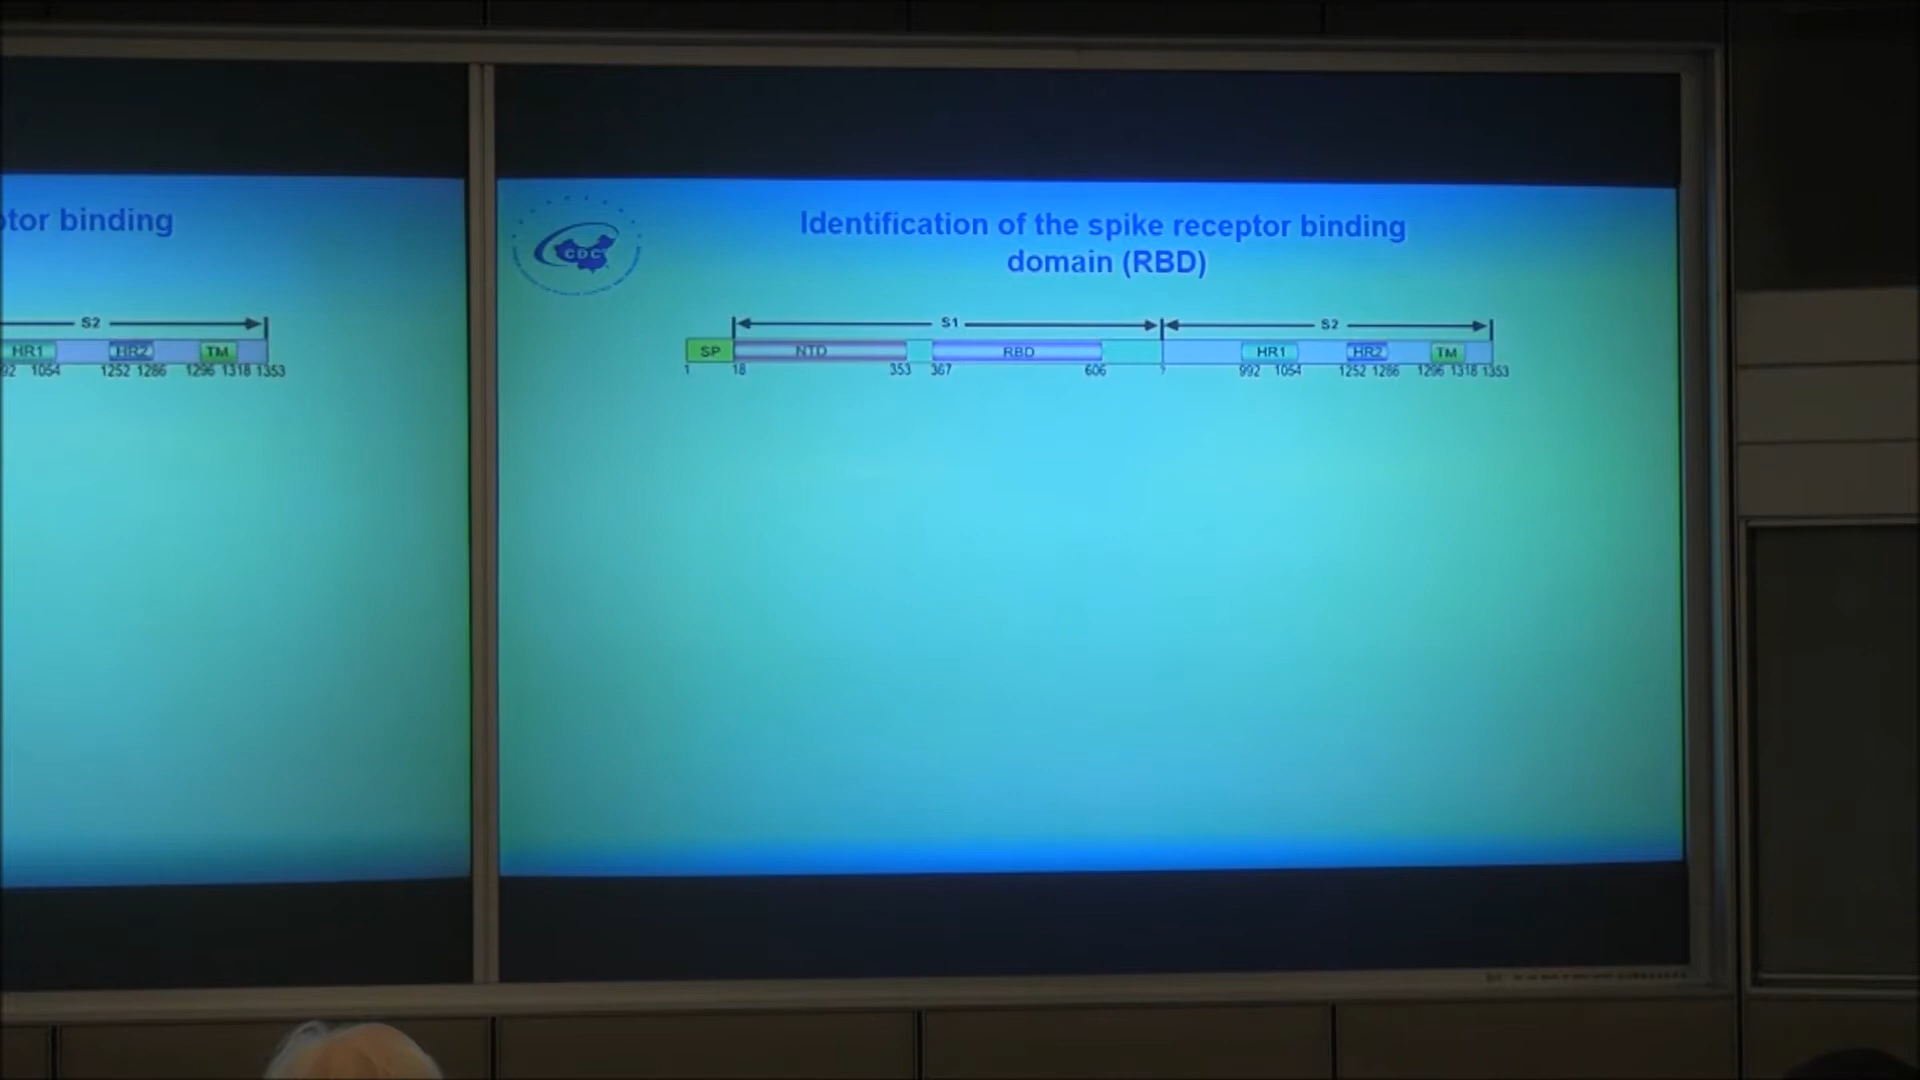 tor binding
S2
HR1 HR2 TM
92 1054 1252 1286 1296 1318 1353
CDC
Identification of the spike receptor binding
domain (RBD)
S1 S2
SP NTD RBD HR1 HR2 TM
1 18 353 367 606 ? 992 1054 1252 1286 1296 1318 1353